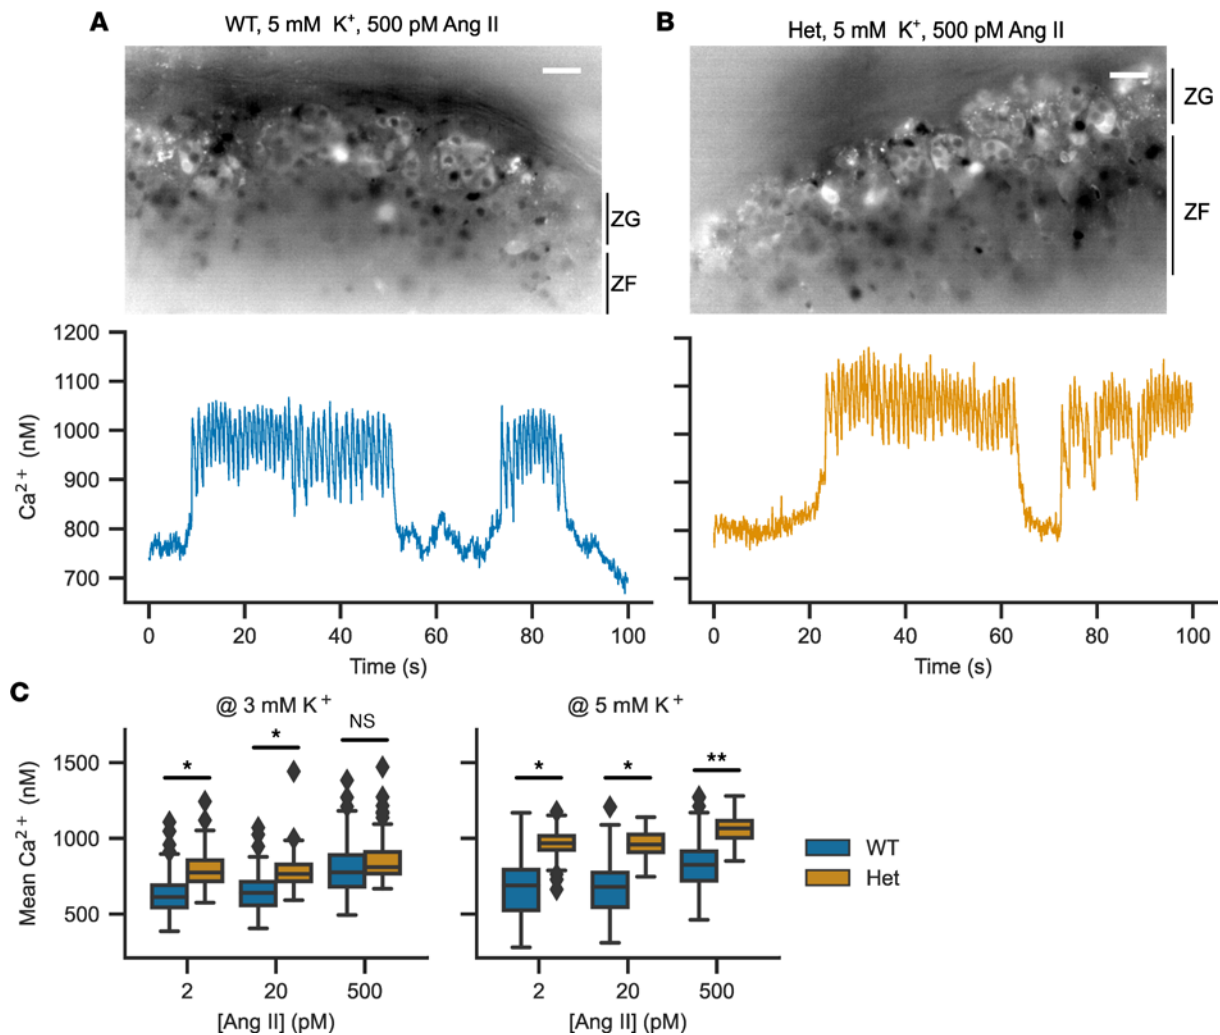 A
WT, 5 mM K⁺, 500 pM Ang II
B
Het, 5 mM K⁺, 500 pM Ang II
ZG
ZF
ZG
ZF
1200
1100
1000
900
800
700
Ca²⁺ (nM)
0 20 40 60 80 100
Time (s)
0 20 40 60 80 100
Time (s)
C
@ 3 mM K⁺
@ 5 mM K⁺
* * NS
* * **
1500
1000
500
Mean Ca²⁺ (nM)
WT
Het
2 20 500
[Ang II] (pM)
2 20 500
[Ang II] (pM)